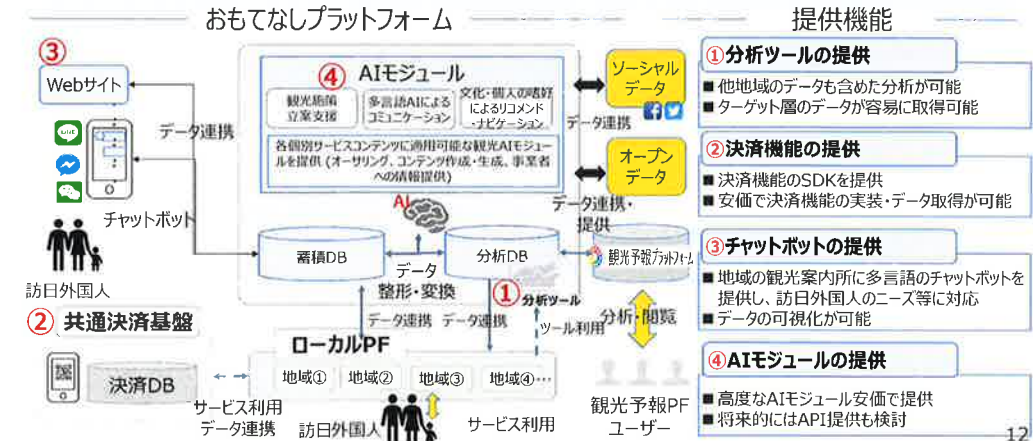 おもてなしプラットフォーム
提供機能
③
Webサイト
④ AIモジュール
観光施策
立案支援
多言語AIによる
コミュニケーション
文化・個人の嗜好
によるリコメンド
・ナビゲーション
各個別サービスコンテンツに適用可能な観光AIモジュー
ルを提供（オーサリング、コンテンツ作成・生成、事業者
への情報提供）
ソーシャル
データ
データ連携
オープン
データ
データ連携・
提供
データ連携
LINE
チャットボット
訪日外国人
AI
蓄積DB
データ
整形・変換
分析DB
観光予報プラットフォーム
① 分析ツール
データ連携
データ連携
ツール利用
分析・閲覧
② 共通決済基盤
決済DB
サービス利用
データ連携
ローカルPF
地域①
地域②
地域③
地域④…
訪日外国人
サービス利用
観光予報PF
ユーザー
①分析ツールの提供
■ 他地域のデータも含めた分析が可能
■ ターゲット層のデータが容易に取得可能
②決済機能の提供
■ 決済機能のSDKを提供
■ 安価で決済機能の実装・データ取得が可能
③チャットボットの提供
■ 地域の観光案内所に多言語のチャットボットを
提供し、訪日外国人のニーズ等に対応
■ データの可視化が可能
④AIモジュールの提供
■ 高度なAIモジュール安価で提供
■ 将来的にはAPI提供も検討
12